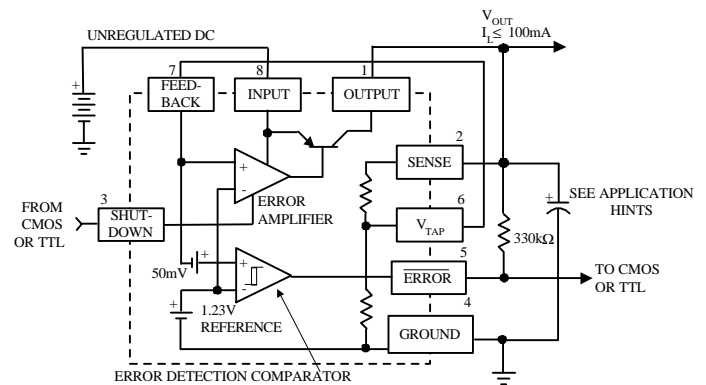 V_OUT
UNREGULATED DC
I_L ≤ 100mA
7
8
1
+
FEED-
BACK
INPUT
OUTPUT
2
SENSE
+
-
3
ERROR
AMPLIFIER
6
+
SEE APPLICATION
HINTS
FROM
CMOS
OR TTL
SHUT-
DOWN
V_TAP
330kΩ
5
+
50mV
+
-
ERROR
TO CMOS
OR TTL
4
+
1.23V
REFERENCE
GROUND
ERROR DETECTION COMPARATOR